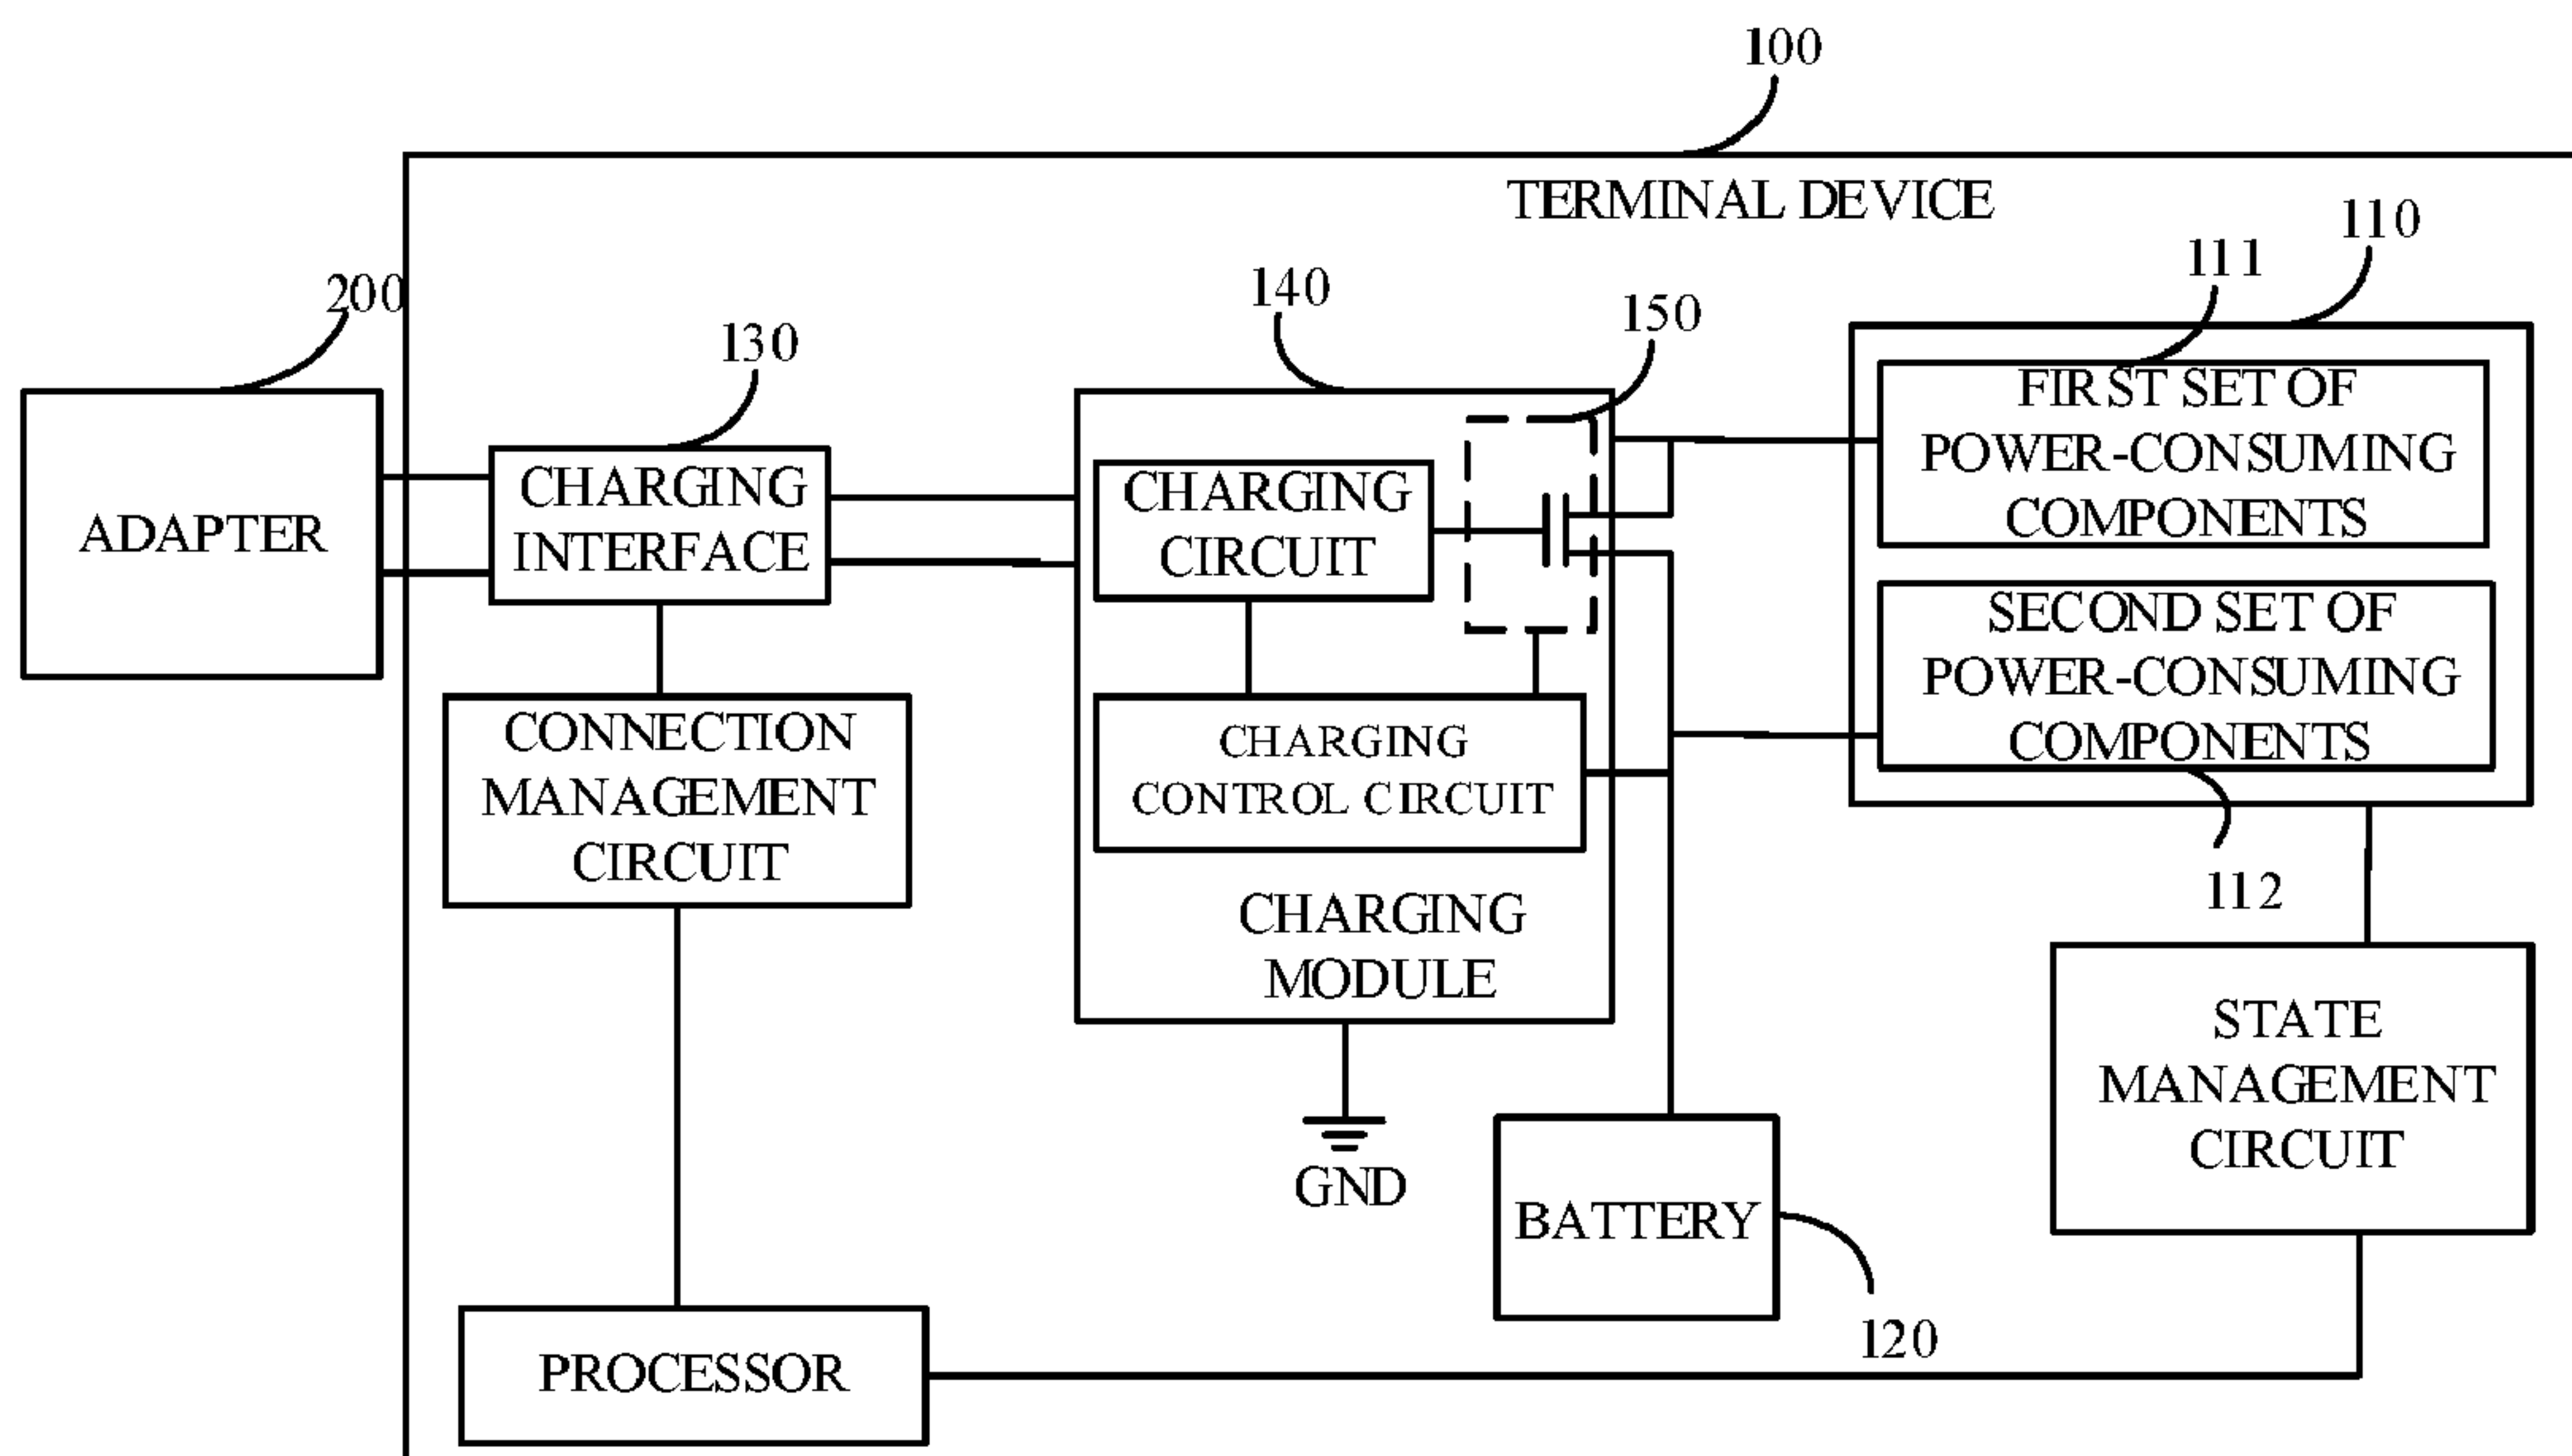 100
TERMINAL DEVICE
110
111
200
140
150
130
FIRST SET OF
POWER-CONSUMING
COMPONENTS
CHARGING
INTERFACE
CHARGING
CIRCUIT
ADAPTER
SECOND SET OF
POWER-CONSUMING
COMPONENTS
CONNECTION
MANAGEMENT
CIRCUIT
CHARGING
CONTROL CIRCUIT
112
CHARGING
MODULE
STATE
MANAGEMENT
CIRCUIT
GND
BATTERY
120
PROCESSOR